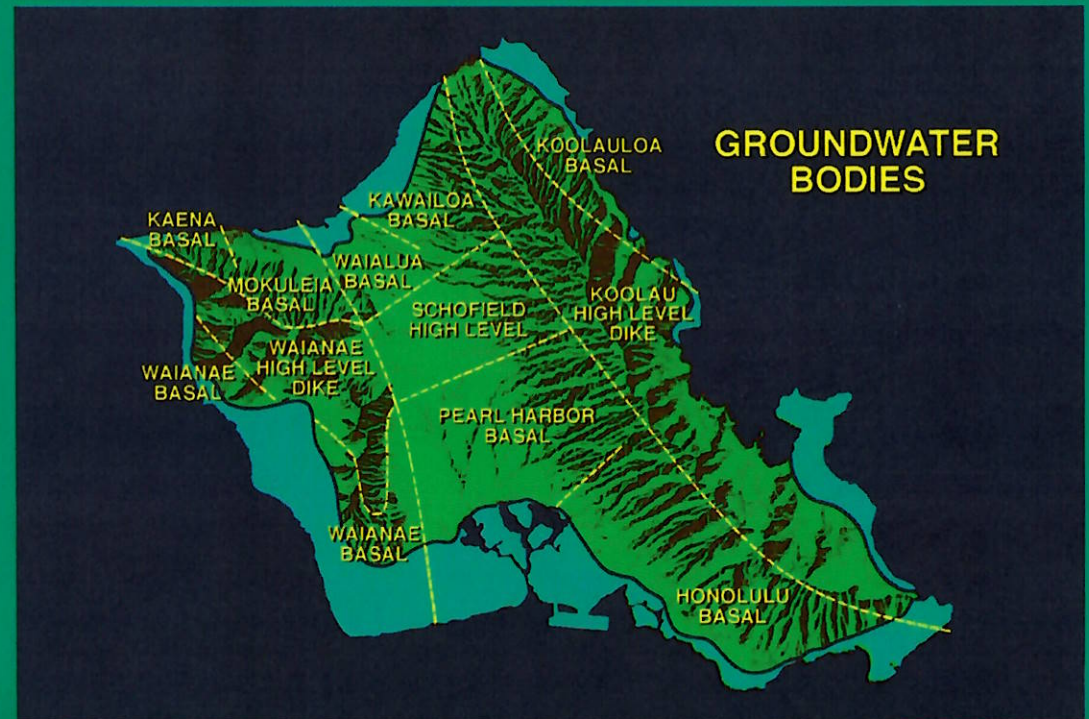 GROUNDWATER
BODIES
KOOLAULOA
BASAL
KAWAILOA
BASAL
KAENA
BASAL
WAIALUA
BASAL
MOKULEIA
BASAL
SCHOFIELD
HIGH LEVEL
KOOLAU
HIGH LEVEL
DIKE
WAIANAE
HIGH LEVEL
DIKE
WAIANAE
BASAL
PEARL HARBOR
BASAL
WAIANAE
BASAL
HONOLULU
BASAL